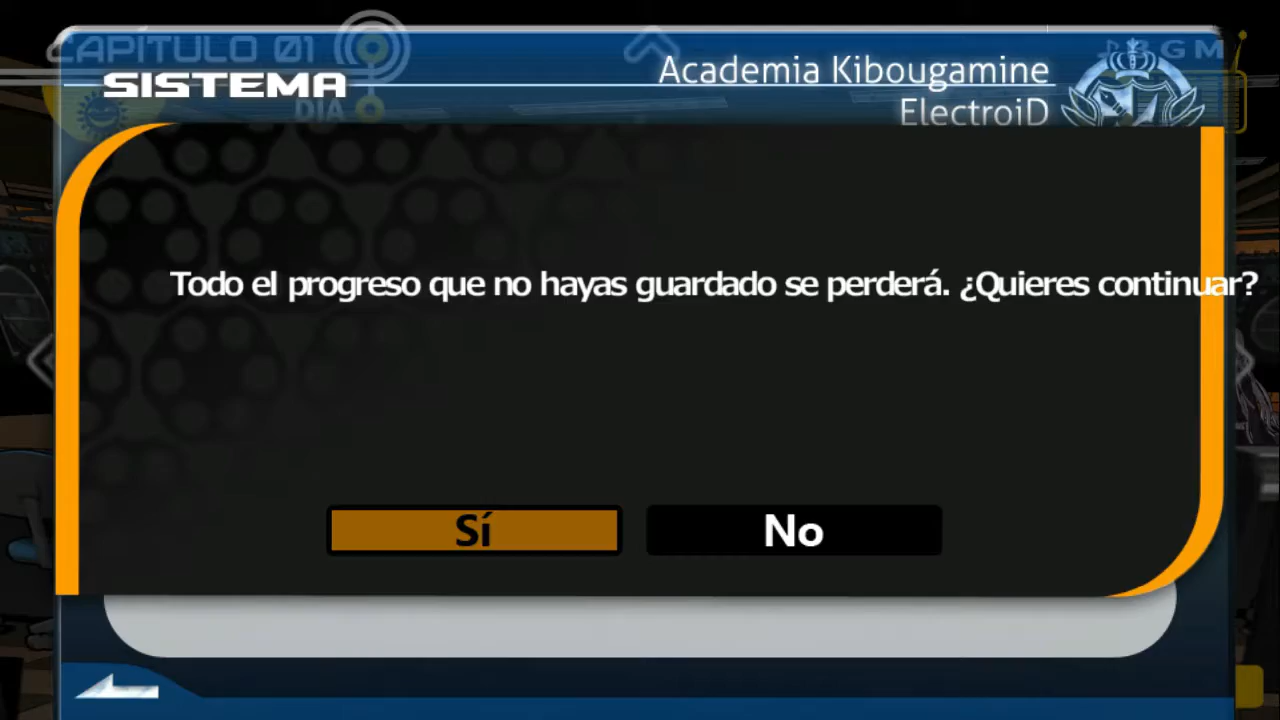 CAPÍTULO 01
BGM
SISTEMA
Academia Kibougamine
ElectroiD
DÍA
Todo el progreso que no hayas guardado se perderá. ¿Quieres continuar?
Sí
No